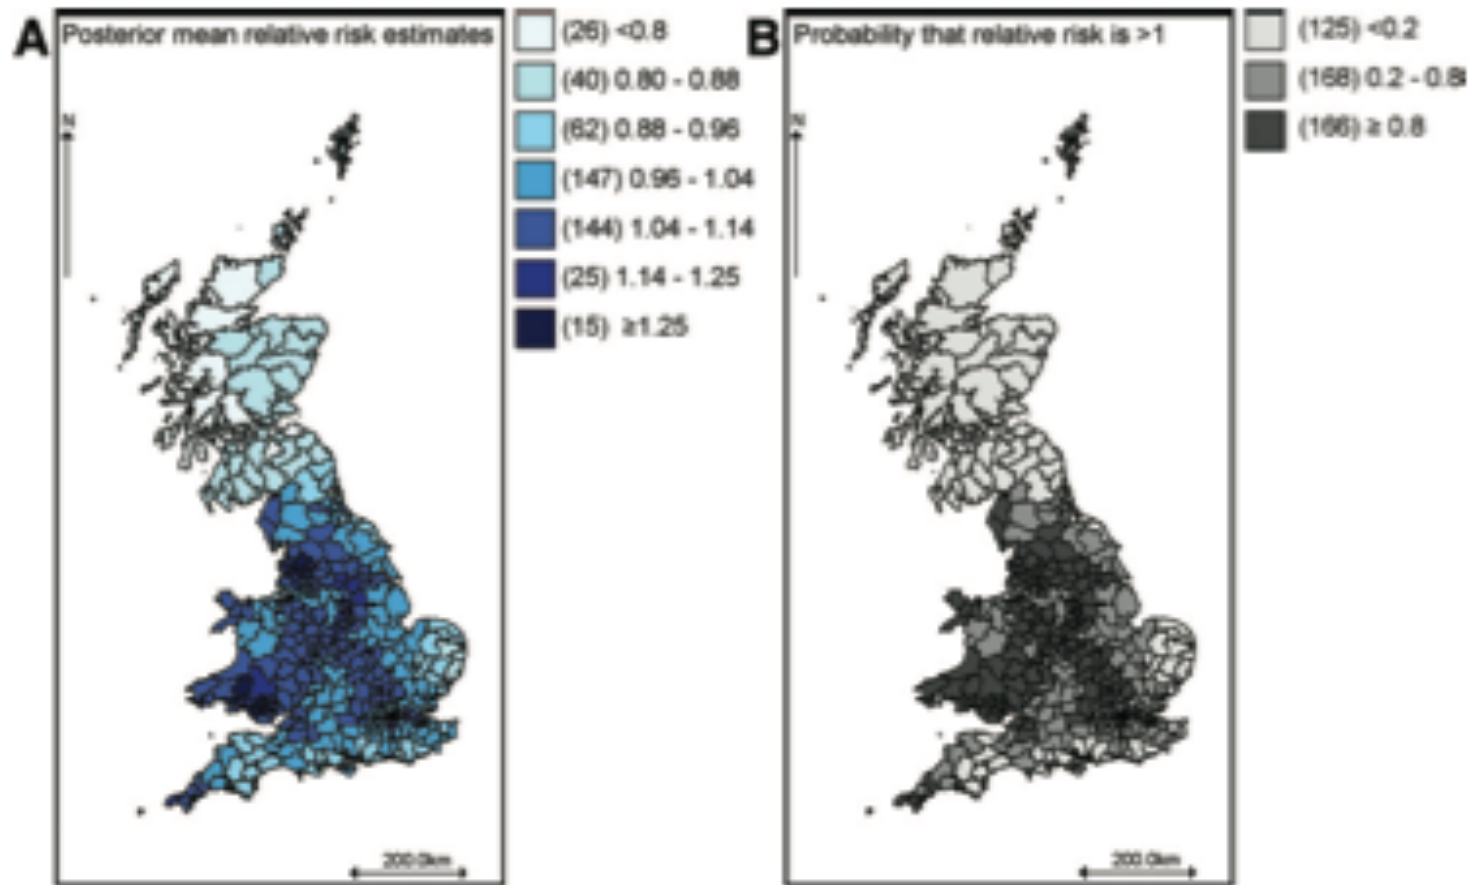 A
Posterior mean relative risk estimates
(26) <0.8
(40) 0.80 - 0.88
(62) 0.88 - 0.96
(147) 0.96 - 1.04
(144) 1.04 - 1.14
(25) 1.14 - 1.25
(15) ≥1.25
N
200.0km
B
Probability that relative risk is >1
(125) <0.2
(168) 0.2 - 0.8
(166) ≥ 0.8
N
200.0km